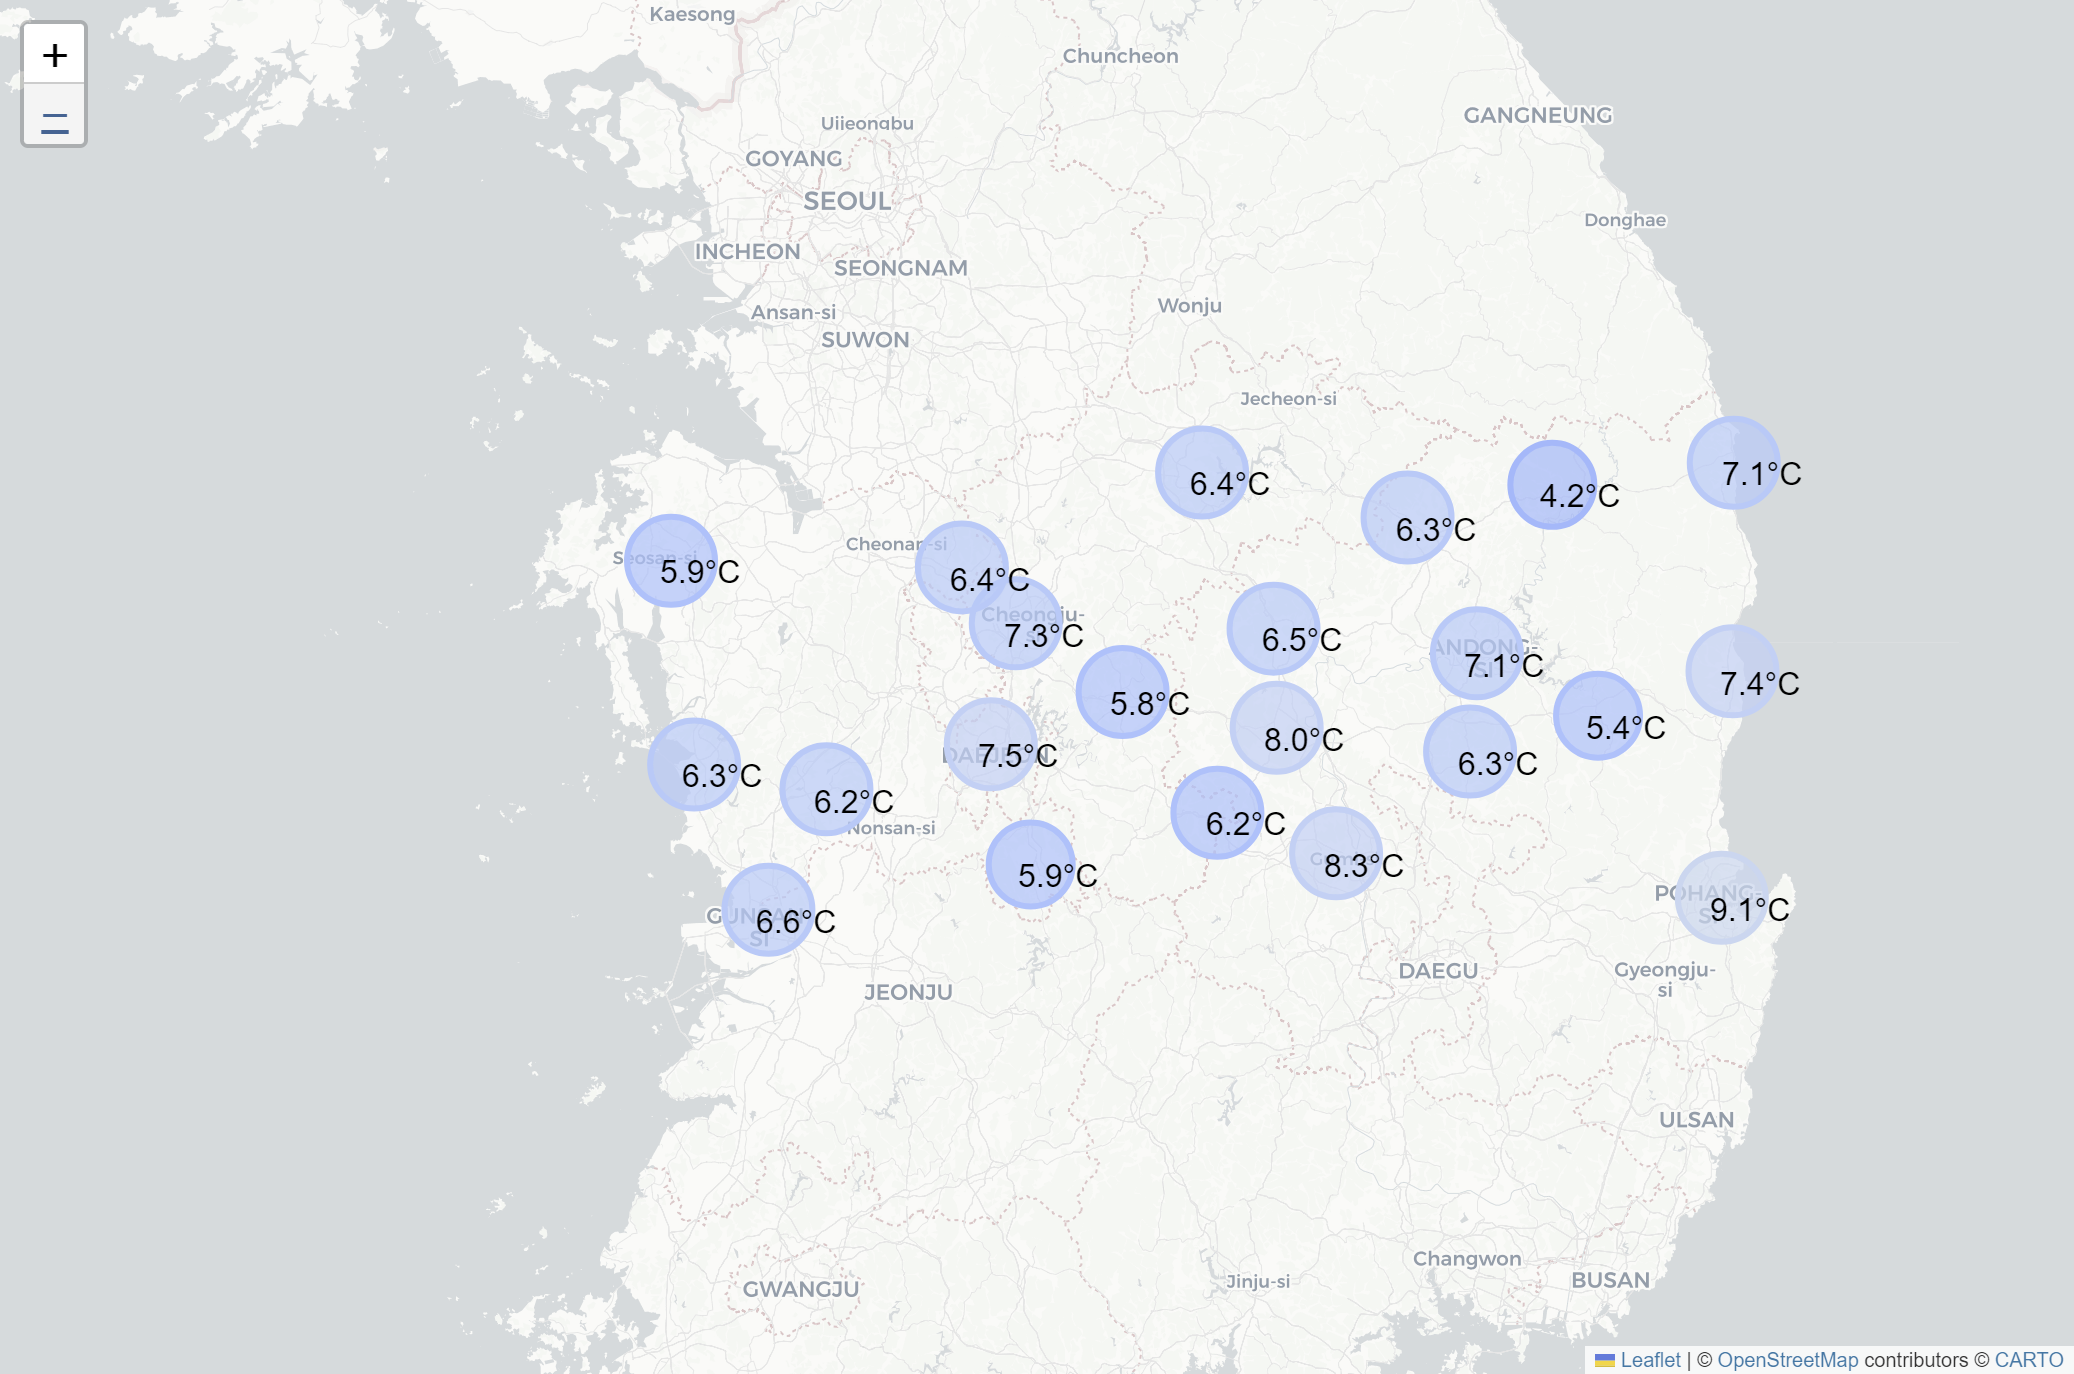 +
−
Kaesong
Chuncheon
GANGNEUNG
Uijeongbu
GOYANG
SEOUL
Donghae
INCHEON
SEONGNAM
Wonju
Ansan-si
SUWON
Jecheon-si
7.1°C
6.4°C
4.2°C
6.3°C
Cheonan-si
Seosan-si
5.9°C
6.4°C
Cheongju-
si
7.3°C
6.5°C
ANDONG-
SI
7.1°C
7.4°C
5.8°C
5.4°C
8.0°C
DAEJEON
7.5°C
6.3°C
6.3°C
6.2°C
6.2°C
Nonsan-si
Gumi
8.3°C
5.9°C
POHANG-
SI
9.1°C
GUNSAN-
SI
6.6°C
DAEGU
Gyeongju-
si
JEONJU
ULSAN
Changwon
BUSAN
Jinju-si
GWANGJU
Leaflet | © OpenStreetMap contributors © CARTO